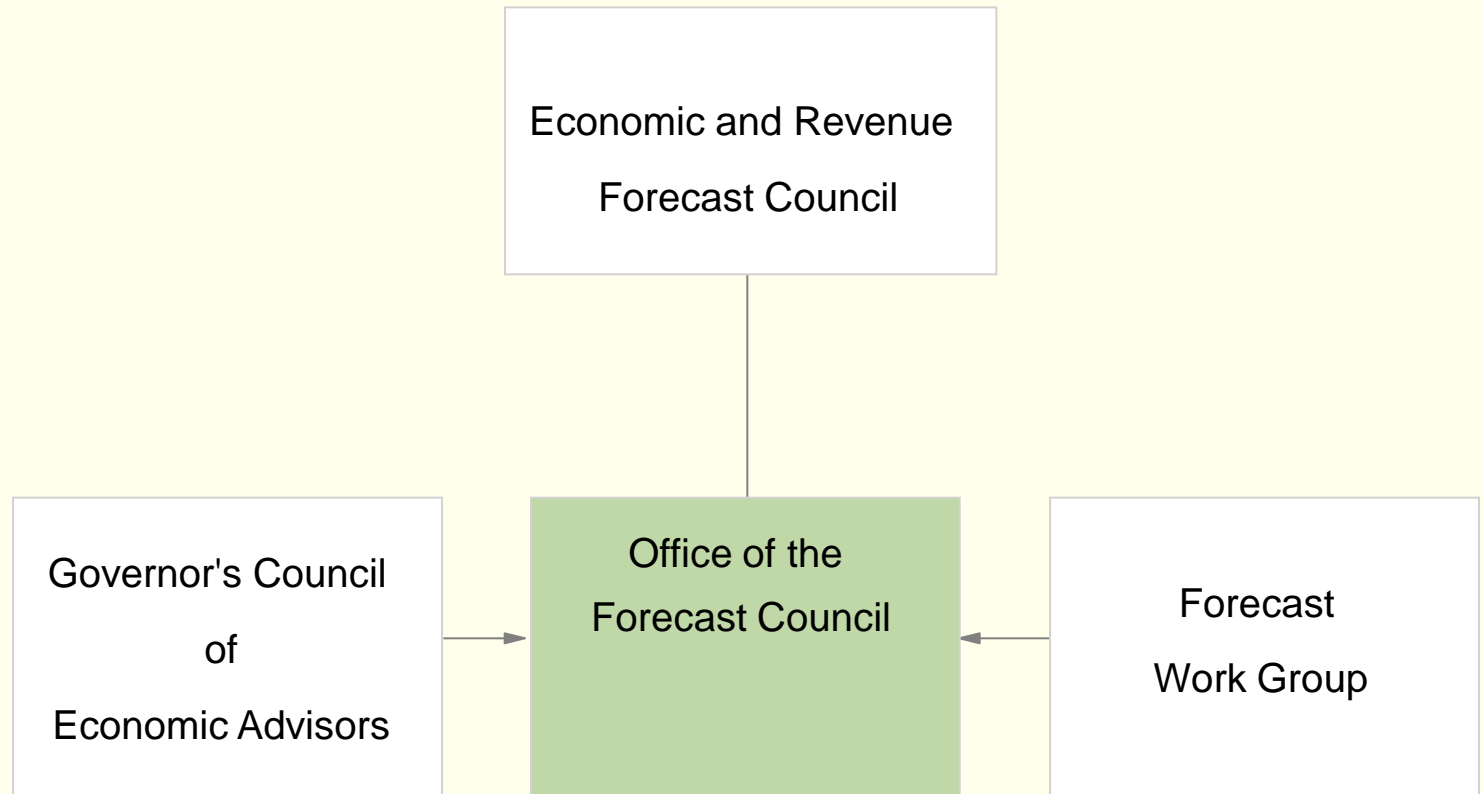 Economic and Revenue
Forecast Council
Governor's Council
of
Economic Advisors
Office of the
Forecast Council
Forecast
Work Group